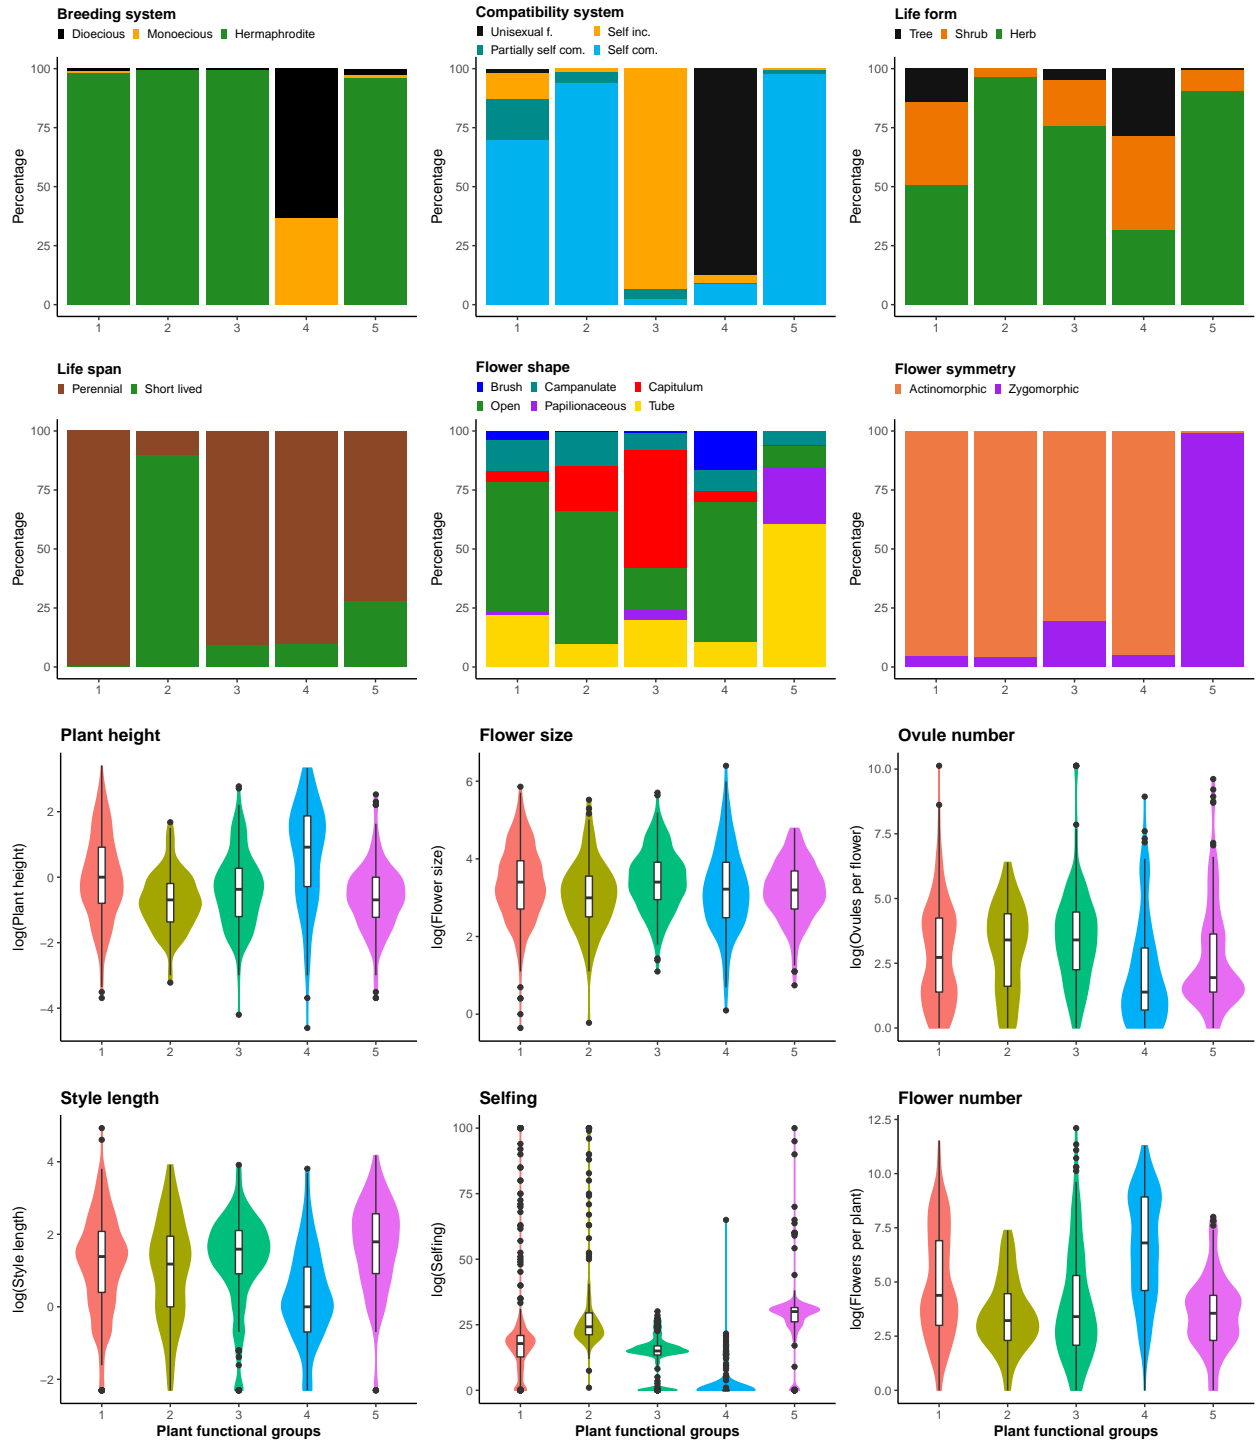 Breeding system
Dioecious Monoecious Hermaphrodite
Percentage
100
75
50
25
0
1 2 3 4 5
Compatibility system
Unisexual f. Self inc.
Partially self com. Self com.
Percentage
100
75
50
25
0
1 2 3 4 5
Life form
Tree Shrub Herb
Percentage
100
75
50
25
0
1 2 3 4 5
Life span
Perennial Short lived
Percentage
100
75
50
25
0
1 2 3 4 5
Flower shape
Brush Campanulate Capitulum
Open Papilionaceous Tube
Percentage
100
75
50
25
0
1 2 3 4 5
Flower symmetry
Actinomorphic Zygomorphic
Percentage
100
75
50
25
0
1 2 3 4 5
Plant height
log(Plant height)
2
0
−2
−4
1 2 3 4 5
Flower size
log(Flower size)
6
4
2
0
1 2 3 4 5
Ovule number
log(Ovules per flower)
10.0
7.5
5.0
2.5
0.0
1 2 3 4 5
Style length
log(Style length)
4
2
0
−2
1 2 3 4 5
Plant functional groups
Selfing
log(Selfing)
100
75
50
25
0
1 2 3 4 5
Plant functional groups
Flower number
log(Flowers per plant)
12.5
10.0
7.5
5.0
2.5
0.0
1 2 3 4 5
Plant functional groups